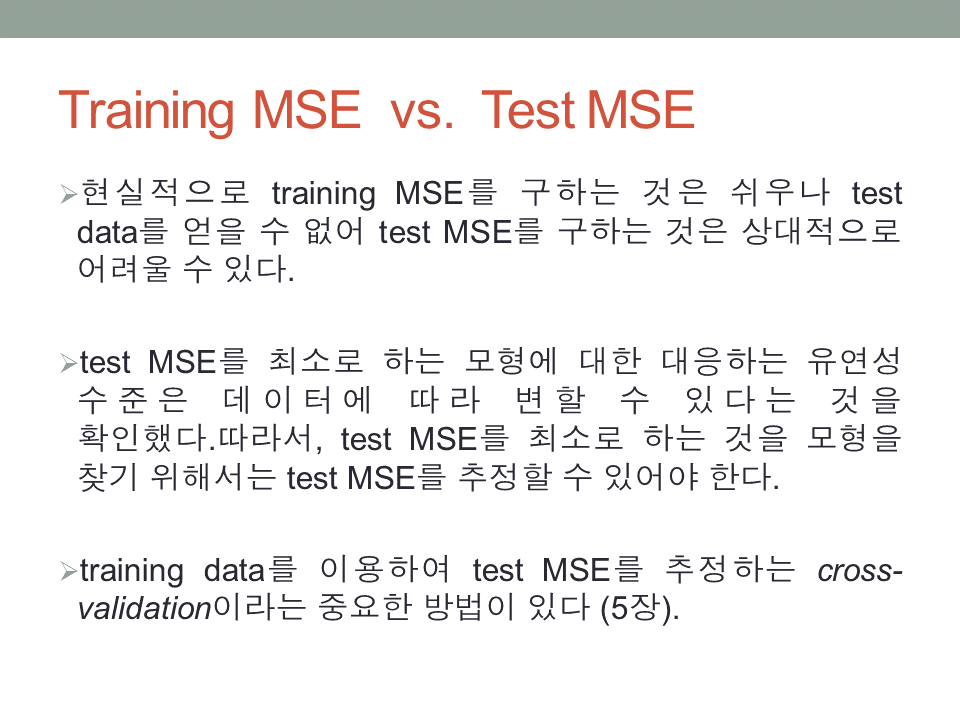 Training MSE vs. Test MSE
➢현실적으로 training MSE를 구하는 것은 쉬우나 test
data를 얻을 수 없어 test MSE를 구하는 것은 상대적으로
어려울 수 있다.
➢test MSE를 최소로 하는 모형에 대한 대응하는 유연성
수준은 데이터에 따라 변할 수 있다는 것을
확인했다.따라서, test MSE를 최소로 하는 것을 모형을
찾기 위해서는 test MSE를 추정할 수 있어야 한다.
➢training data를 이용하여 test MSE를 추정하는 cross-
validation이라는 중요한 방법이 있다 (5장).